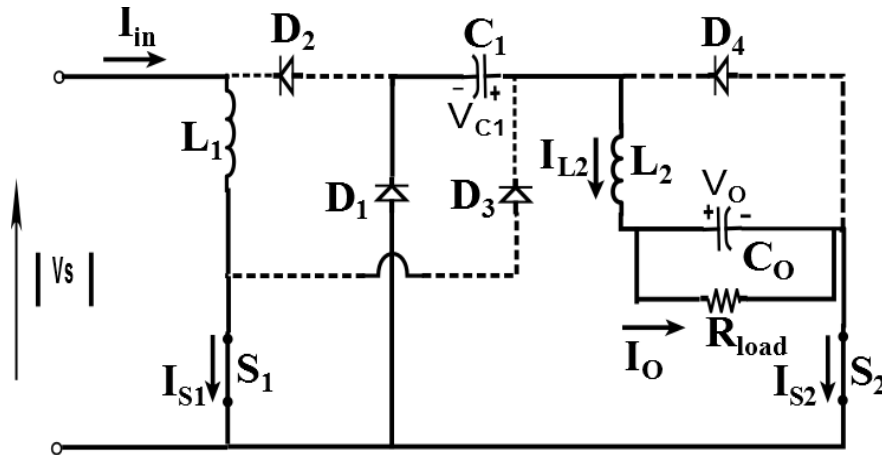 I_in
D_2
C_1
D_4
− +
V_C1
L_1
I_L2
L_2
V_O
+ −
D_1
D_3
C_O
| Vs |
R_load
I_O
I_S1
S_1
I_S2
S_2